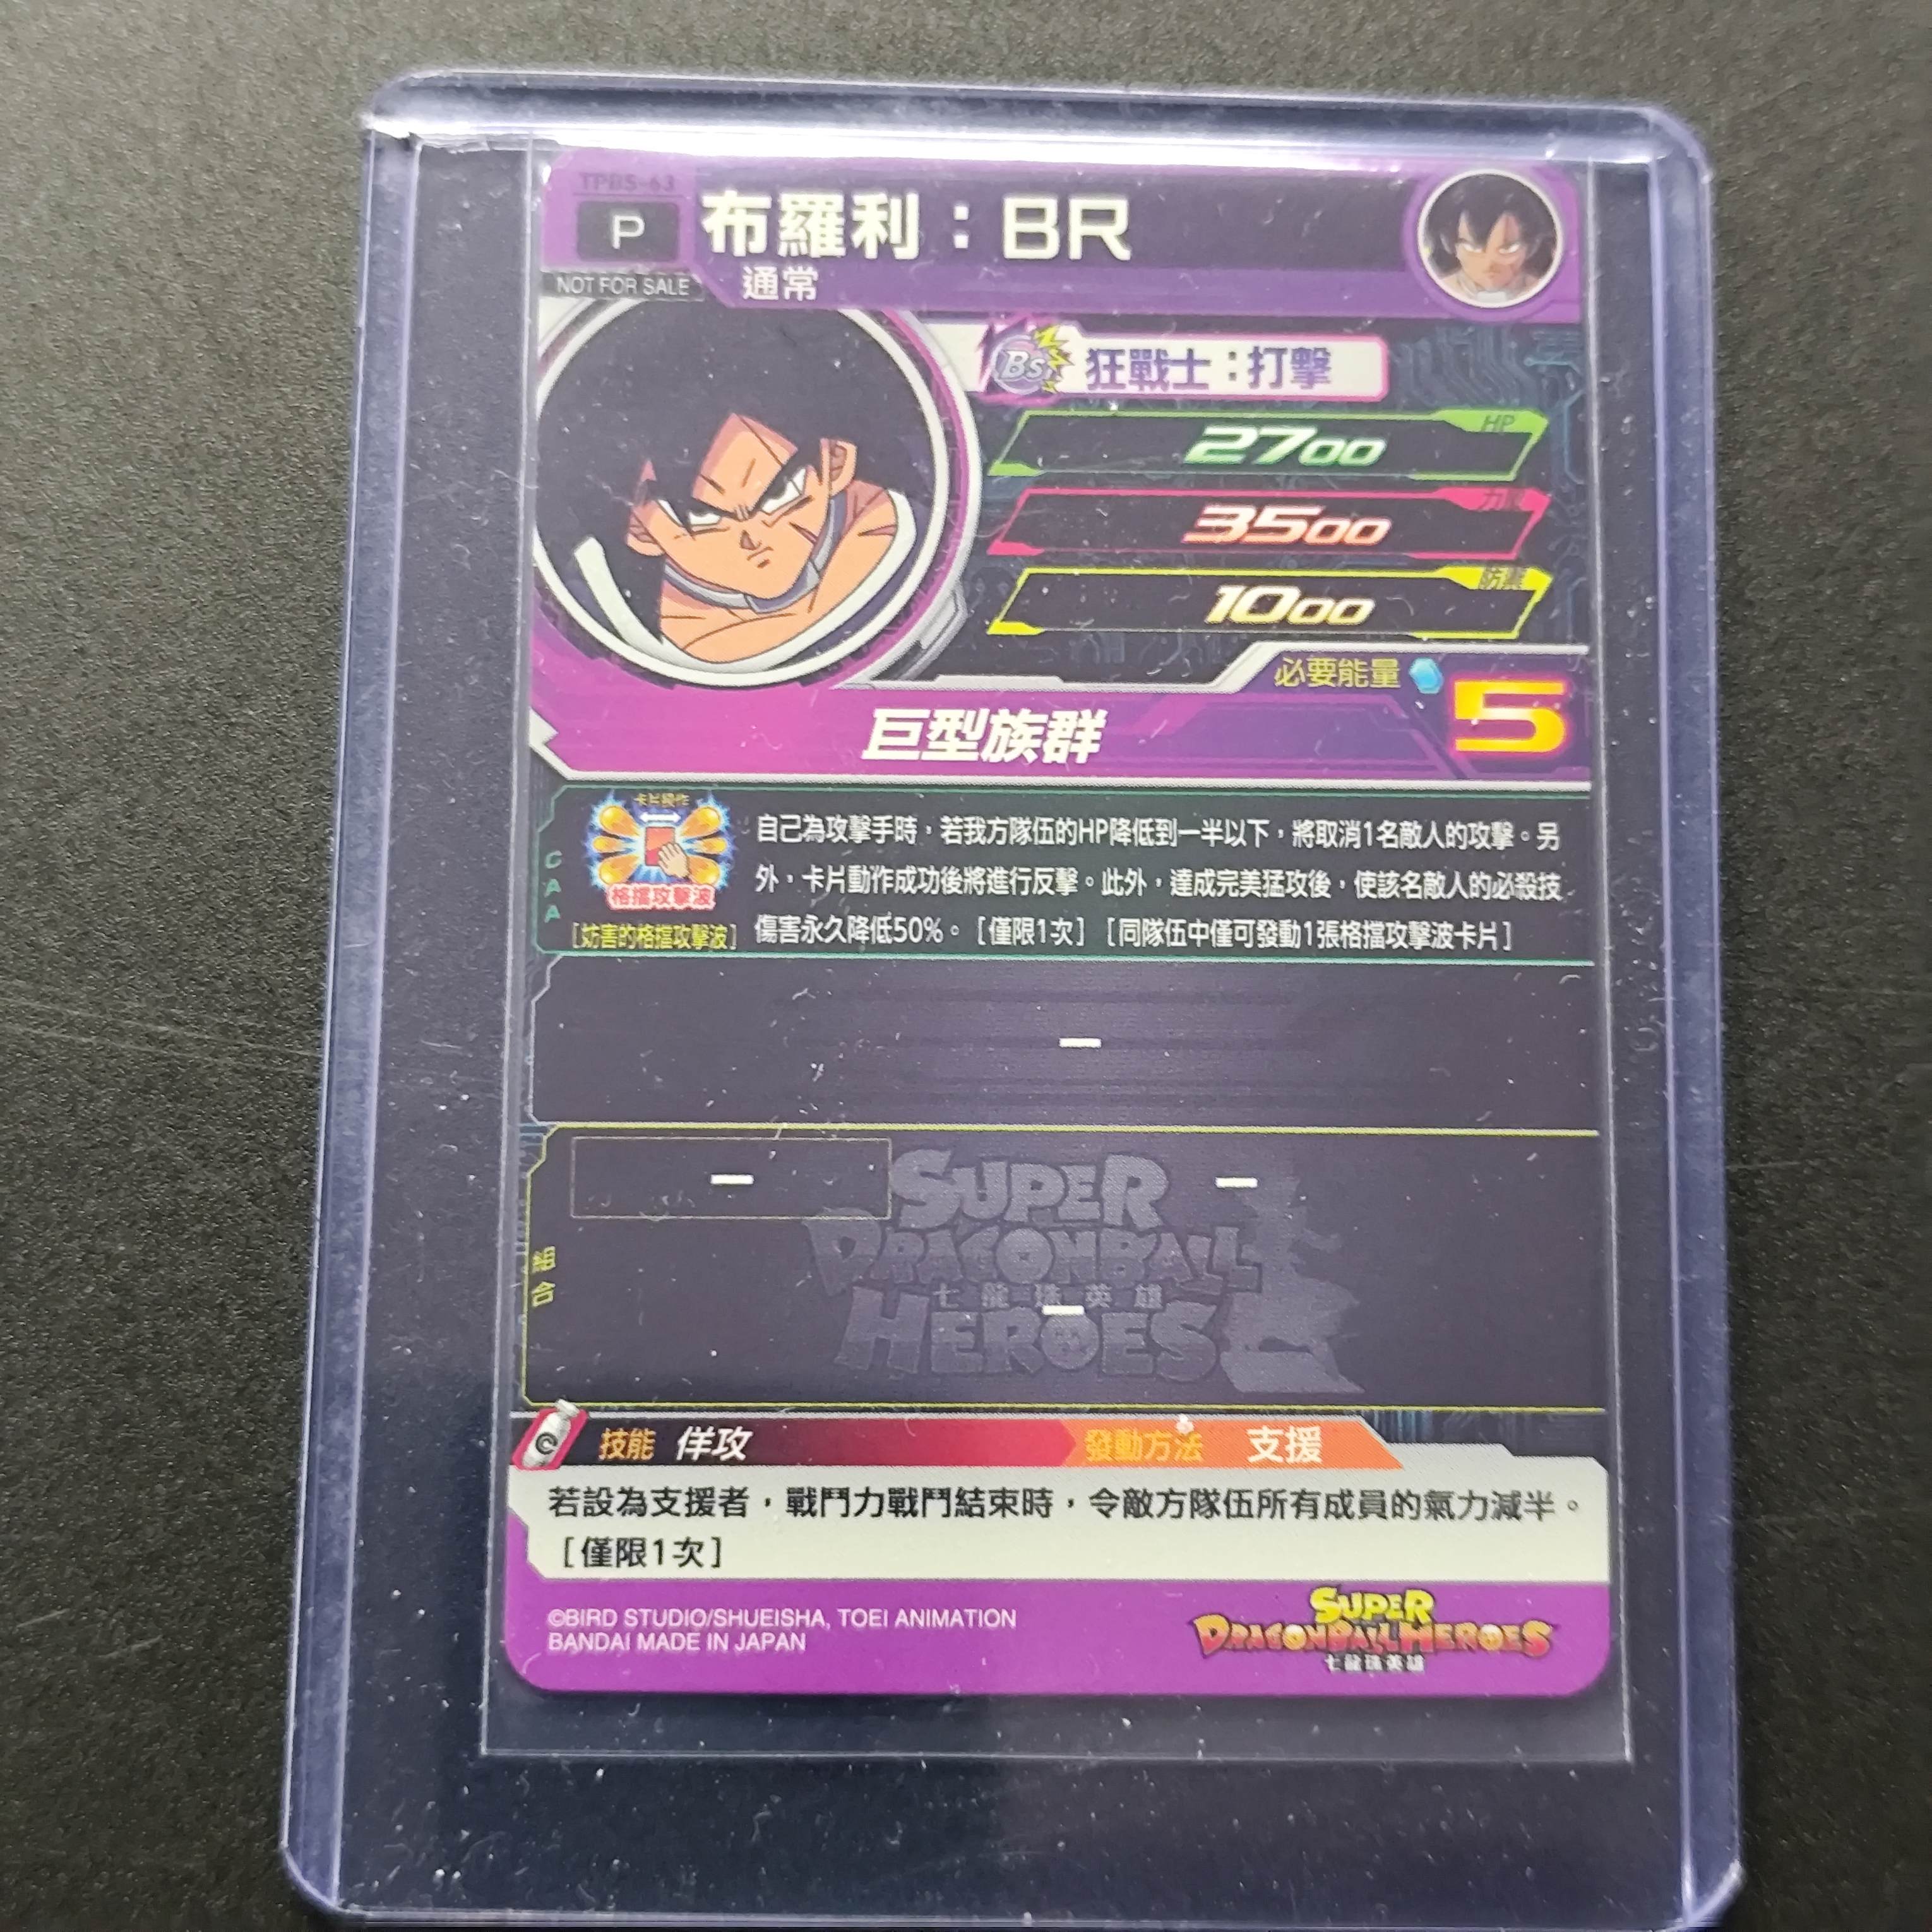 TPBS-63
P
布羅利：BR
NOT FOR SALE
通常
Bs
狂戰士：打擊
HP
2700
力量
3500
防禦
1000
必要能量
5
巨型族群
CAA
卡片操作
格擋攻擊波
[妨害的格擋攻擊波]
自己為攻擊手時，若我方隊伍的HP降低到一半以下，將取消1名敵人的攻擊。另
外，卡片動作成功後將進行反擊。此外，達成完美猛攻後，使該名敵人的必殺技
傷害永久降低50%。[僅限1次] [同隊伍中僅可發動1張格擋攻擊波卡片]
–
–
–
組合
–
SUPER
DRAGONBALL
七龍珠英雄
HEROES
C
技能 佯攻
發動方法 支援
若設為支援者，戰鬥力戰鬥結束時，令敵方隊伍所有成員的氣力減半。
[僅限1次]
©BIRD STUDIO/SHUEISHA, TOEI ANIMATION
BANDAI MADE IN JAPAN
SUPER
DRAGONBALL HEROES
七龍珠英雄